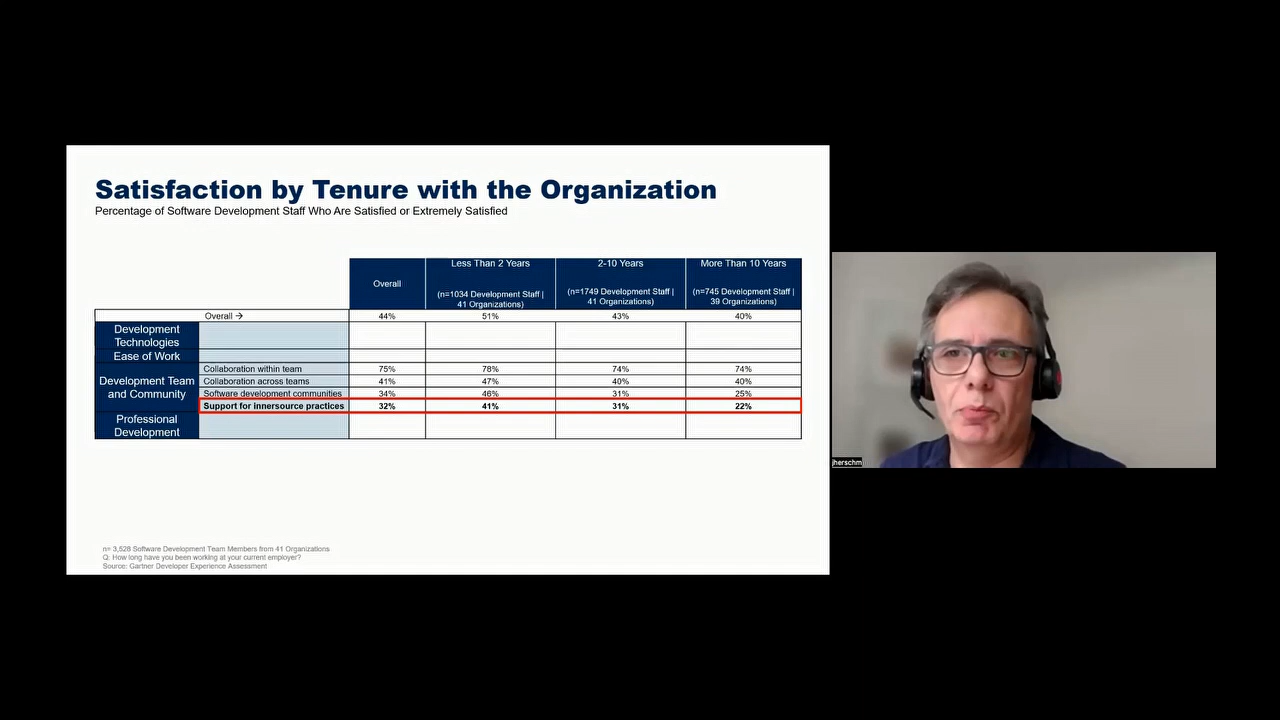 Satisfaction by Tenure with the Organization
Percentage of Software Development Staff Who Are Satisfied or Extremely Satisfied
Overall
Less Than 2 Years
(n=1034 Development Staff |
41 Organizations)
2-10 Years
(n=1749 Development Staff |
41 Organizations)
More Than 10 Years
(n=745 Development Staff |
39 Organizations)
Overall → 44% 51% 43% 40%
Development
Technologies
Ease of Work
Development Team
and Community
Collaboration within team 75% 78% 74% 74%
Collaboration across teams 41% 47% 40% 40%
Software development communities 34% 46% 31% 25%
Support for innersource practices 32% 41% 31% 22%
Professional
Development
n= 3,528 Software Development Team Members from 41 Organizations
Q: How long have you been working at your current employer?
Source: Gartner Developer Experience Assessment
jherschm